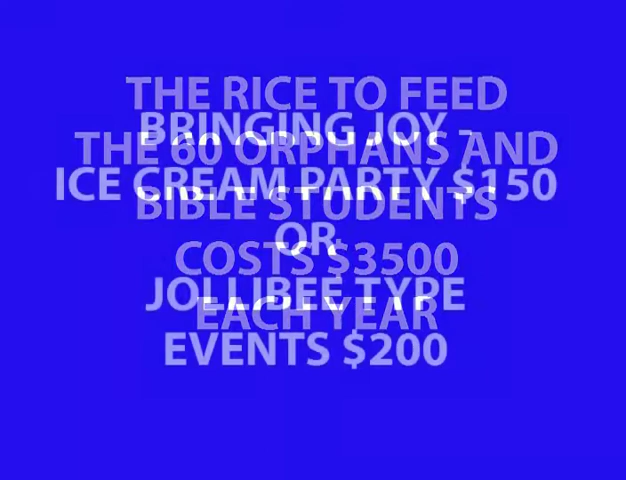 THE RICE TO FEED
THE 60 ORPHANS AND
BIBLE STUDENTS
COSTS $3500
EACH YEAR
BRINGING JOY -
ICE CREAM PARTY $150
OR
JOLLIBEE TYPE
EVENTS $200